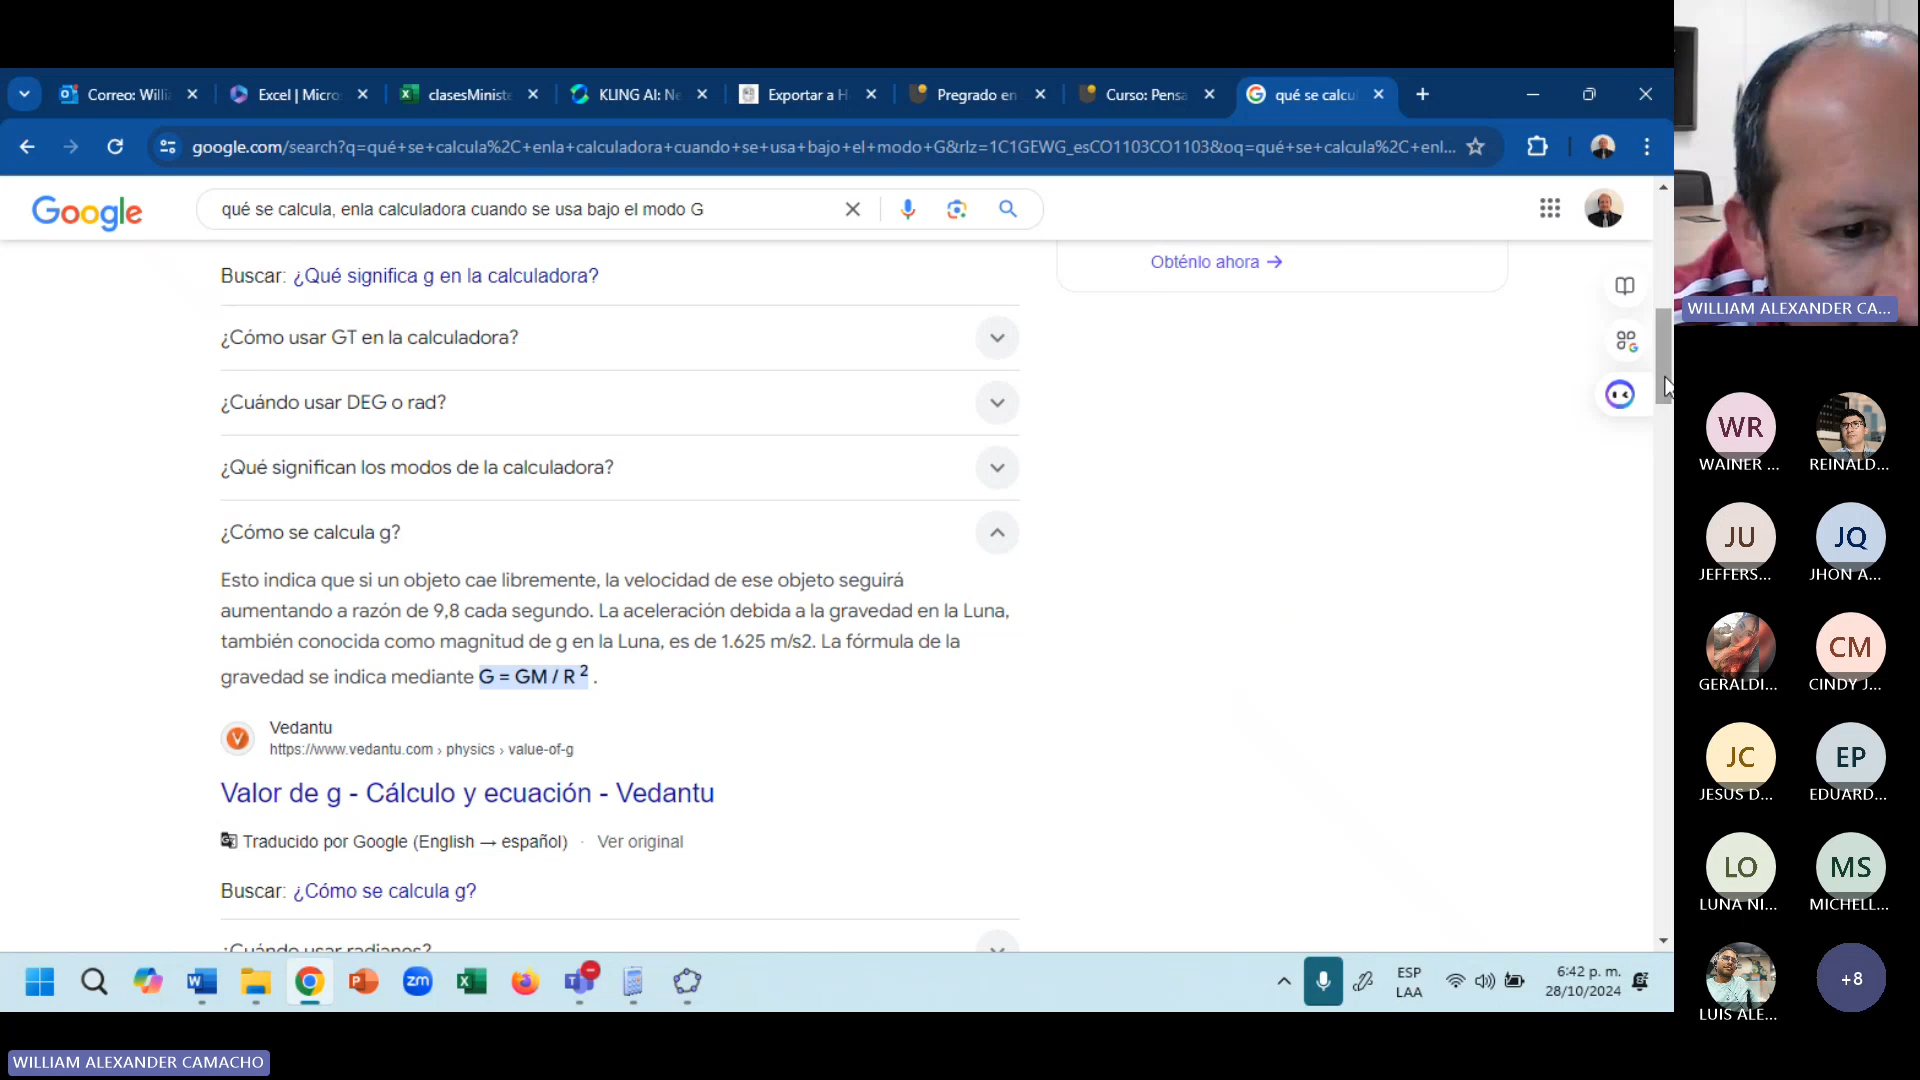 Correo: Willi
Excel | Micro
clasesMiniste
KLING AI: Ne
Exportar a H
Pregrado en
Curso: Pensa
qué se calcu
google.com/search?q=qué+se+calcula%2C+enla+calculadora+cuando+se+usa+bajo+el+modo+G&rlz=1C1GEWG_esCO1103CO1103&oq=qué+se+calcula%2C+enl...
Google
qué se calcula, enla calculadora cuando se usa bajo el modo G
Buscar: ¿Qué significa g en la calculadora?
Obténlo ahora →
¿Cómo usar GT en la calculadora?
¿Cuándo usar DEG o rad?
¿Qué significan los modos de la calculadora?
¿Cómo se calcula g?
Esto indica que si un objeto cae libremente, la velocidad de ese objeto seguirá
aumentando a razón de 9,8 cada segundo. La aceleración debida a la gravedad en la Luna,
también conocida como magnitud de g en la Luna, es de 1.625 m/s2. La fórmula de la
gravedad se indica mediante G = GM / R ² .
Vedantu
https://www.vedantu.com › physics › value-of-g
Valor de g - Cálculo y ecuación - Vedantu
Traducido por Google (English → español) · Ver original
Buscar: ¿Cómo se calcula g?
¿Cuándo usar radianes?
ESP
LAA
6:42 p. m.
28/10/2024
WILLIAM ALEXANDER CAMACHO
WILLIAM ALEXANDER CA...
WR
WAINER ...
REINALD...
JU
JEFFERS...
JQ
JHON A...
GERALDI...
CM
CINDY J...
JC
JESUS D...
EP
EDUARD...
LO
LUNA NI...
MS
MICHELL...
LUIS ALE...
+8